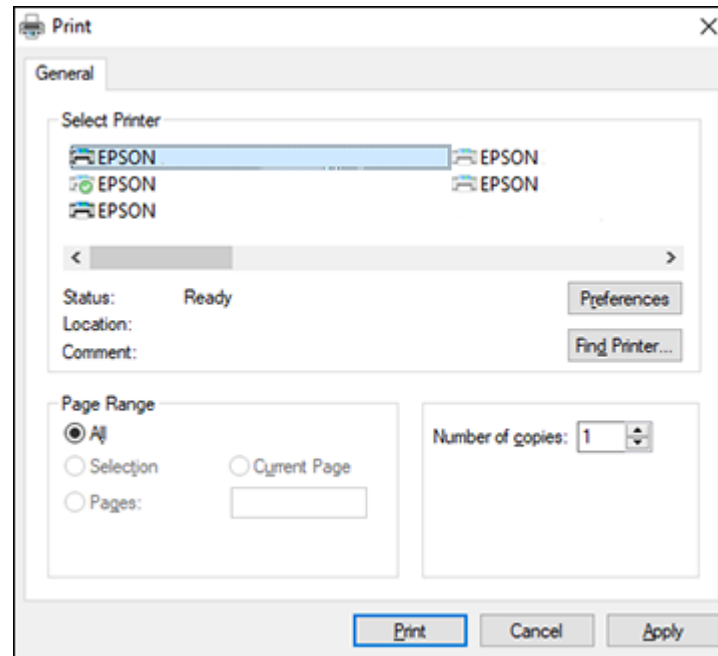 Print
General
Select Printer
EPSON EPSON
EPSON EPSON
EPSON
Status: Ready
Preferences
Location:
Comment:
Find Printer...
Page Range
All
Number of copies: 1
Selection Current Page
Pages:
Print Cancel Apply